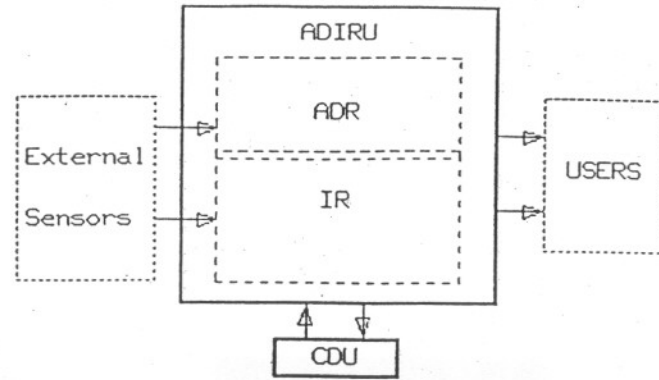 ADIRU
ADR
External
Sensors
IR
USERS
CDU